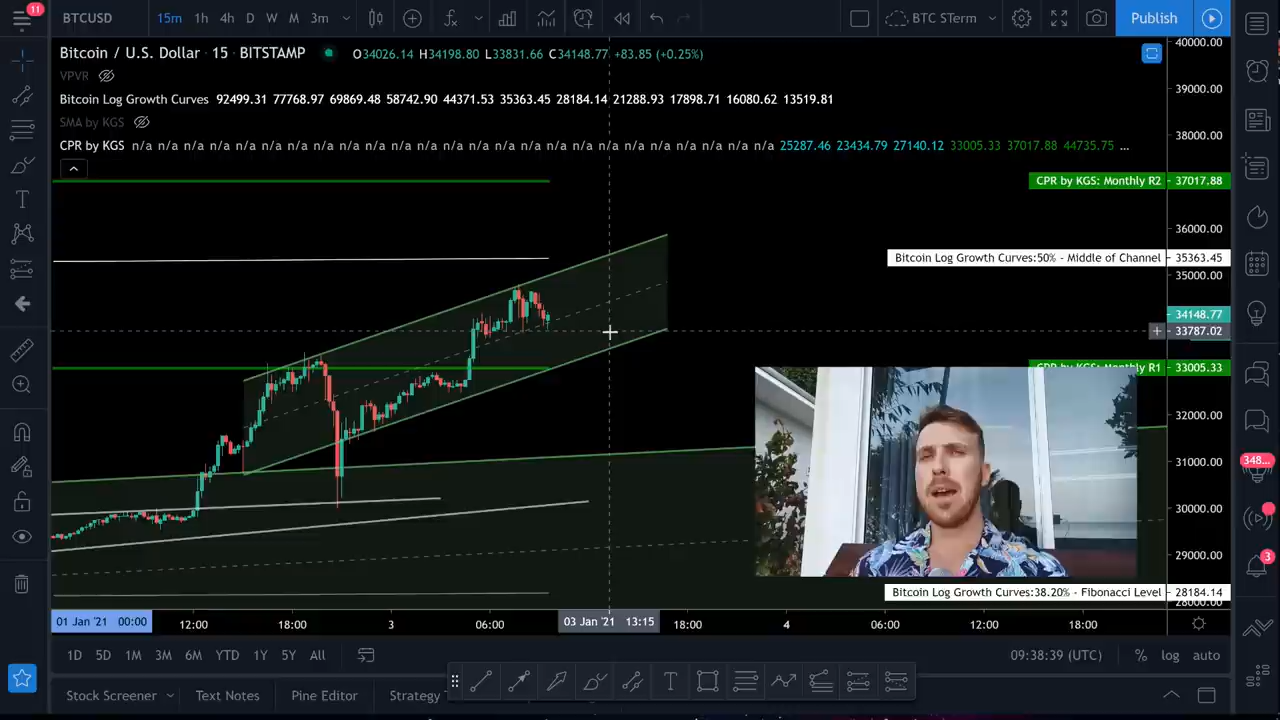 11
BTCUSD 15m 1h 4h D W M 3m BTC STerm Publish
Bitcoin / U.S. Dollar · 15 · BITSTAMP O34026.14 H34198.80 L33831.66 C34148.77 +83.85 (+0.25%)
VPVR
Bitcoin Log Growth Curves 92499.31 77768.97 69869.48 58742.90 44371.53 35363.45 28184.14 21288.93 17898.71 16080.62 13519.81
SMA by KGS
CPR by KGS n/a n/a n/a n/a n/a n/a n/a n/a n/a n/a n/a n/a n/a n/a n/a n/a n/a n/a n/a n/a n/a n/a n/a n/a 25287.46 23434.79 27140.12 33005.33 37017.88 44735.75 ...
40000.00
39000.00
38000.00
CPR by KGS: Monthly R2 37017.88
36000.00
Bitcoin Log Growth Curves:50% - Middle of Channel 35363.45
35000.00
34148.77
33787.02
CPR by KGS: Monthly R1 33005.33
32000.00
31000.00
30000.00
29000.00
Bitcoin Log Growth Curves:38.20% - Fibonacci Level 28184.14
28000.00
348...
3
01 Jan '21 00:00 12:00 18:00 3 06:00 03 Jan '21 13:15 18:00 4 06:00 12:00 18:00
1D 5D 1M 3M 6M YTD 1Y 5Y All 09:38:39 (UTC) % log auto
Stock Screener Text Notes Pine Editor Strategy